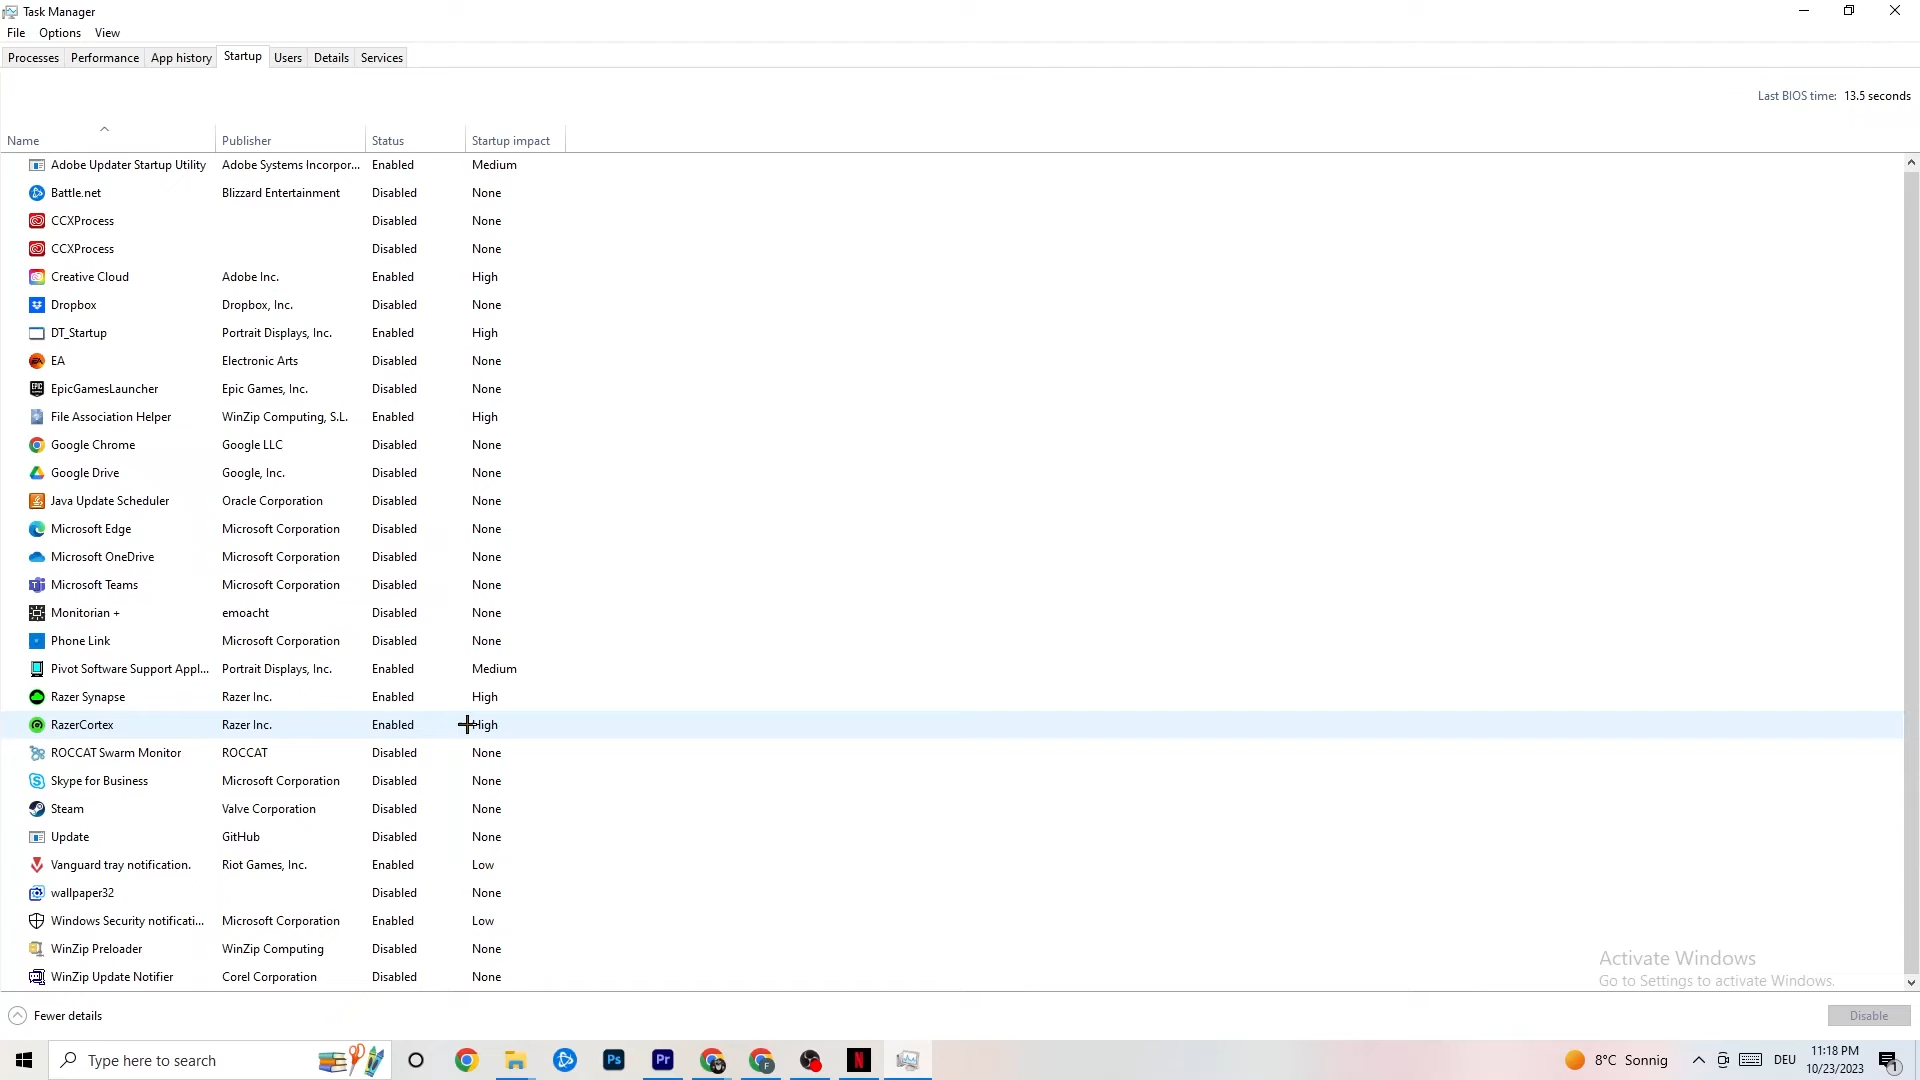 Task Manager
File Options View
Processes Performance App history Startup Users Details Services
Last BIOS time: 13.5 seconds
Name Publisher Status Startup impact
Adobe Updater Startup Utility Adobe Systems Incorpor... Enabled Medium
Battle.net Blizzard Entertainment Disabled None
CCXProcess Disabled None
CCXProcess Disabled None
Creative Cloud Adobe Inc. Enabled High
Dropbox Dropbox, Inc. Disabled None
DT_Startup Portrait Displays, Inc. Enabled High
EA Electronic Arts Disabled None
EpicGamesLauncher Epic Games, Inc. Disabled None
File Association Helper WinZip Computing, S.L. Enabled High
Google Chrome Google LLC Disabled None
Google Drive Google, Inc. Disabled None
Java Update Scheduler Oracle Corporation Disabled None
Microsoft Edge Microsoft Corporation Disabled None
Microsoft OneDrive Microsoft Corporation Disabled None
Microsoft Teams Microsoft Corporation Disabled None
Monitorian + emoacht Disabled None
Phone Link Microsoft Corporation Disabled None
Pivot Software Support Appl... Portrait Displays, Inc. Enabled Medium
Razer Synapse Razer Inc. Enabled High
RazerCortex Razer Inc. Enabled High
ROCCAT Swarm Monitor ROCCAT Disabled None
Skype for Business Microsoft Corporation Disabled None
Steam Valve Corporation Disabled None
Update GitHub Disabled None
Vanguard tray notification. Riot Games, Inc. Enabled Low
wallpaper32 Disabled None
Windows Security notificati... Microsoft Corporation Enabled Low
WinZip Preloader WinZip Computing Disabled None
WinZip Update Notifier Corel Corporation Disabled None
Activate Windows
Go to Settings to activate Windows.
Fewer details Disable
Type here to search Ps Pr F N 8°C Sonnig DEU 11:18 PM
10/23/2023 1